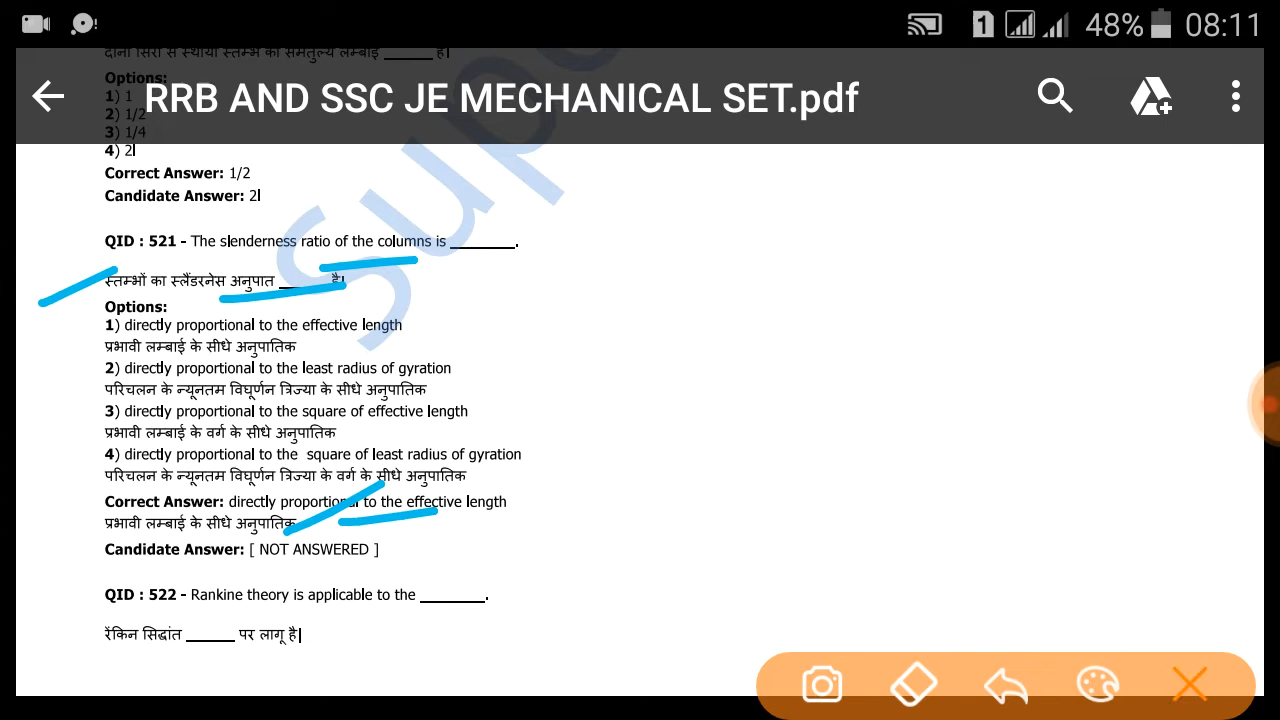 48% 08:11
दोनों सिरों से स्थायी स्तम्भ की समतुल्य लम्बाई ______ है।
RRB AND SSC JE MECHANICAL SET.pdf
Options:
1) 1
2) 1/2
3) 1/4
4) 2l
Correct Answer: 1/2
Candidate Answer: 2l
QID : 521 - The slenderness ratio of the columns is ________.
स्तम्भों का स्लैंडरनेस अनुपात ______ है।
Options:
1) directly proportional to the effective length
प्रभावी लम्बाई के सीधे अनुपातिक
2) directly proportional to the least radius of gyration
परिचलन के न्यूनतम विघूर्णन त्रिज्या के सीधे अनुपातिक
3) directly proportional to the square of effective length
प्रभावी लम्बाई के वर्ग के सीधे अनुपातिक
4) directly proportional to the square of least radius of gyration
परिचलन के न्यूनतम विघूर्णन त्रिज्या के वर्ग के सीधे अनुपातिक
Correct Answer: directly proportional to the effective length
प्रभावी लम्बाई के सीधे अनुपातिक
Candidate Answer: [ NOT ANSWERED ]
QID : 522 - Rankine theory is applicable to the ________.
रेंकिन सिद्धांत ______ पर लागू है|